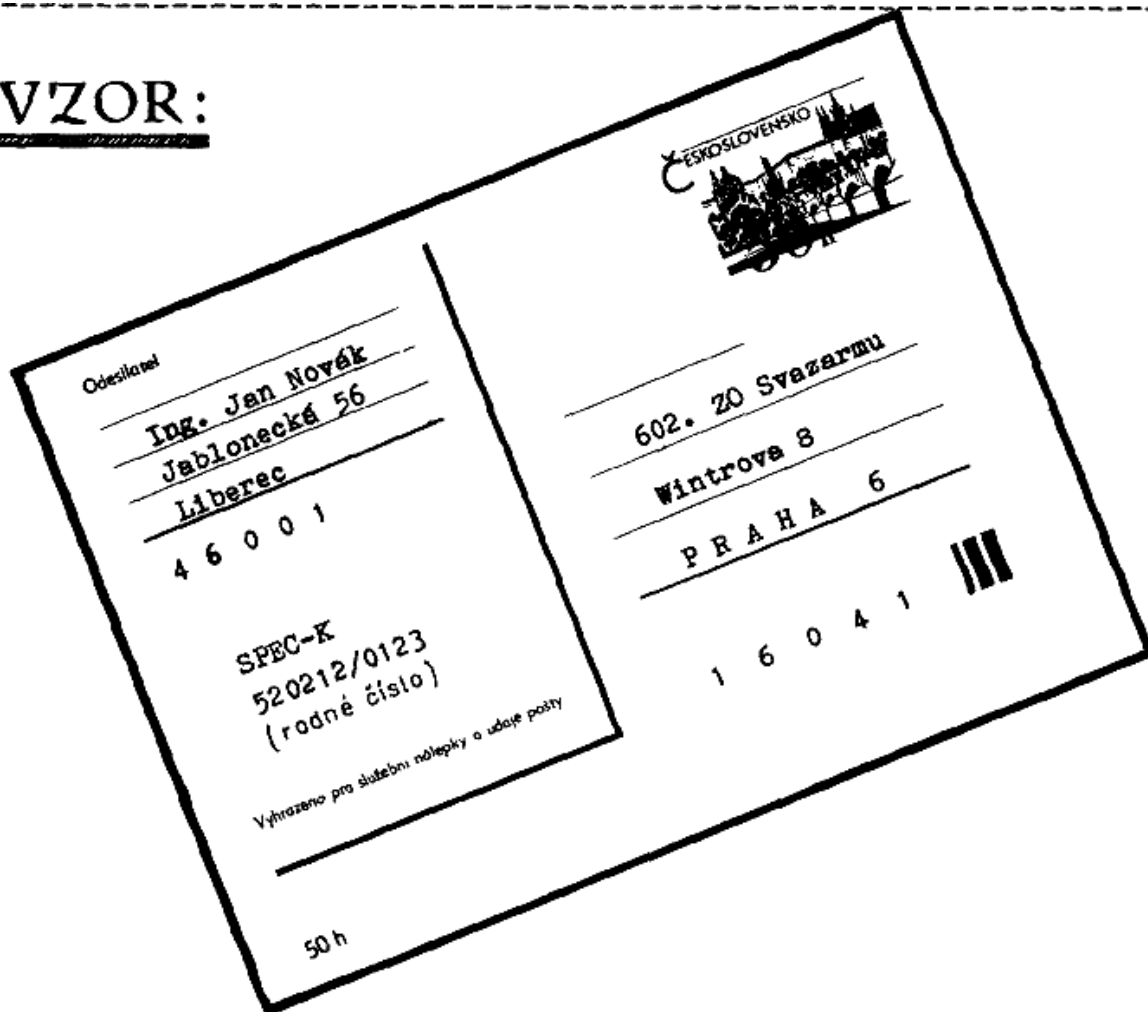 VZOR:
ČESKOSLOVENSKO
Odesílatel
Ing. Jan Novák
Jablonecká 56
Liberec
4 6 0 0 1
SPEC-K
520212/0123
(rodné číslo)
Vyhrazeno pro služební nálepky a údaje pošty
50 h
602. ZO Svazarmu
Wintrova 8
P R A H A 6
1 6 0 4 1